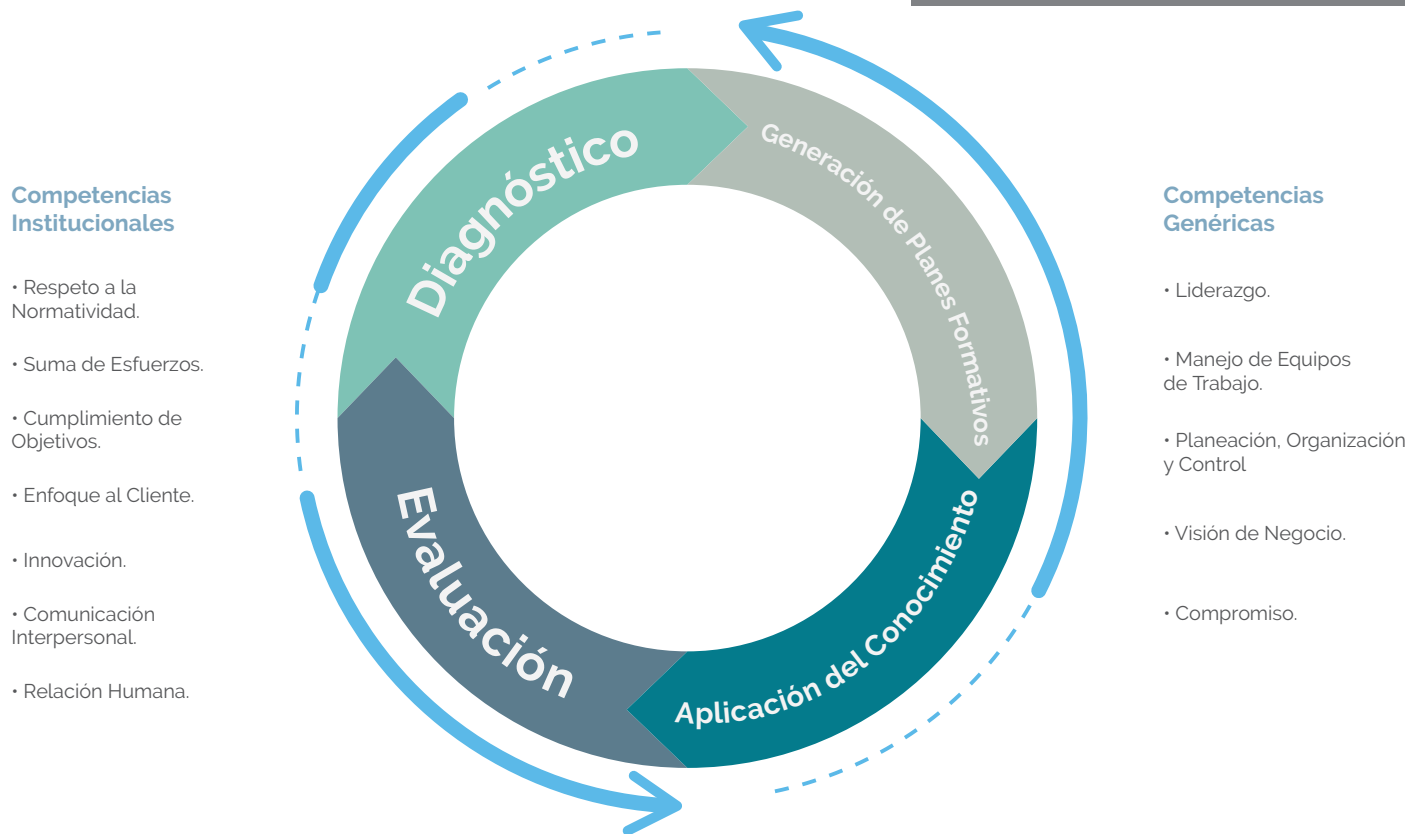 Competencias
Institucionales
• Respeto a la
Normatividad.
• Suma de Esfuerzos.
• Cumplimiento de
Objetivos.
• Enfoque al Cliente.
• Innovación.
• Comunicación
Interpersonal.
• Relación Humana.
Diagnóstico
Generación de Planes Formativos
Aplicación del Conocimiento
Evaluación
Competencias
Genéricas
• Liderazgo.
• Manejo de Equipos
de Trabajo.
• Planeación, Organización
y Control
• Visión de Negocio.
• Compromiso.